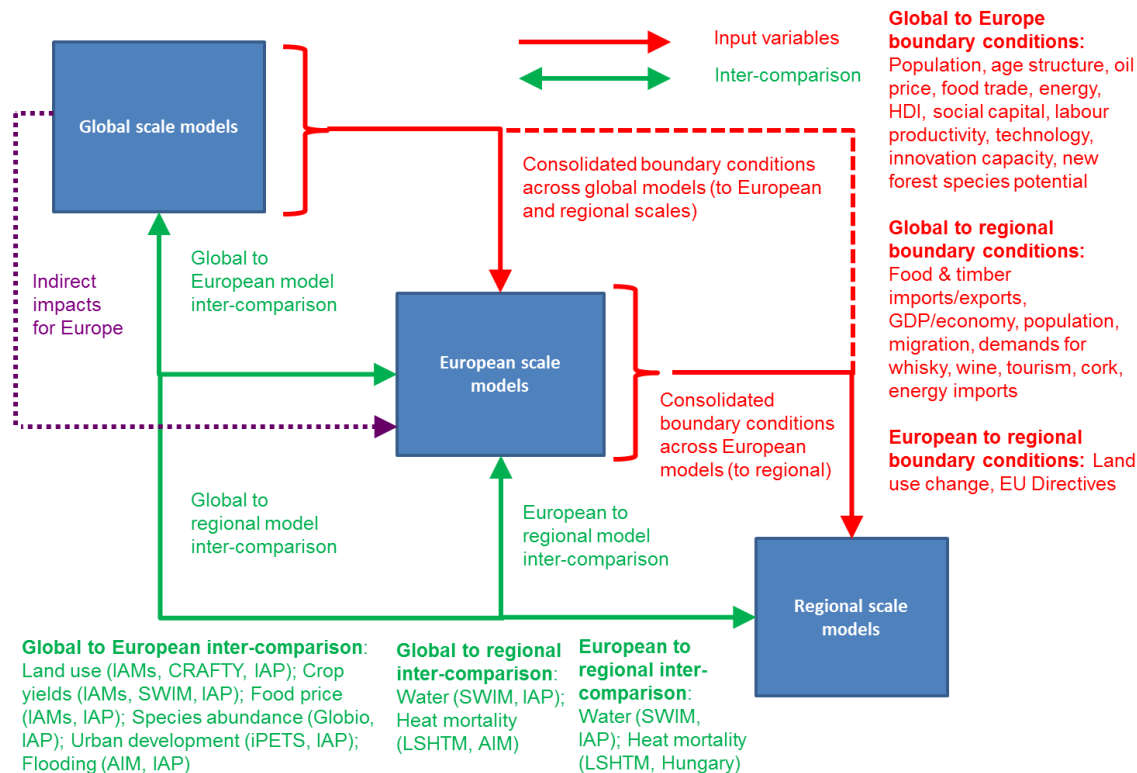 Global scale models
Input variables
Inter-comparison
Global to Europe
boundary conditions:
Population, age structure, oil
price, food trade, energy,
HDI, social capital, labour
productivity, technology,
innovation capacity, new
forest species potential
Consolidated boundary conditions
across global models (to European
and regional scales)
Global to regional
boundary conditions:
Food & timber
imports/exports,
GDP/economy, population,
migration, demands for
whisky, wine, tourism, cork,
energy imports
Indirect
impacts
for Europe
Global to
European model
inter-comparison
European scale
models
Consolidated
boundary conditions
across European
models (to regional)
European to regional
boundary conditions: Land
use change, EU Directives
Global to
regional model
inter-comparison
European to
regional model
inter-comparison
Regional scale
models
Global to European inter-comparison:
Land use (IAMs, CRAFTY, IAP); Crop
yields (IAMs, SWIM, IAP); Food price
(IAMs, IAP); Species abundance (Globio,
IAP); Urban development (iPETS, IAP);
Flooding (AIM, IAP)
Global to regional
inter-comparison:
Water (SWIM, IAP);
Heat mortality
(LSHTM, AIM)
European to
regional inter-
comparison:
Water (SWIM,
IAP); Heat mortality
(LSHTM, Hungary)